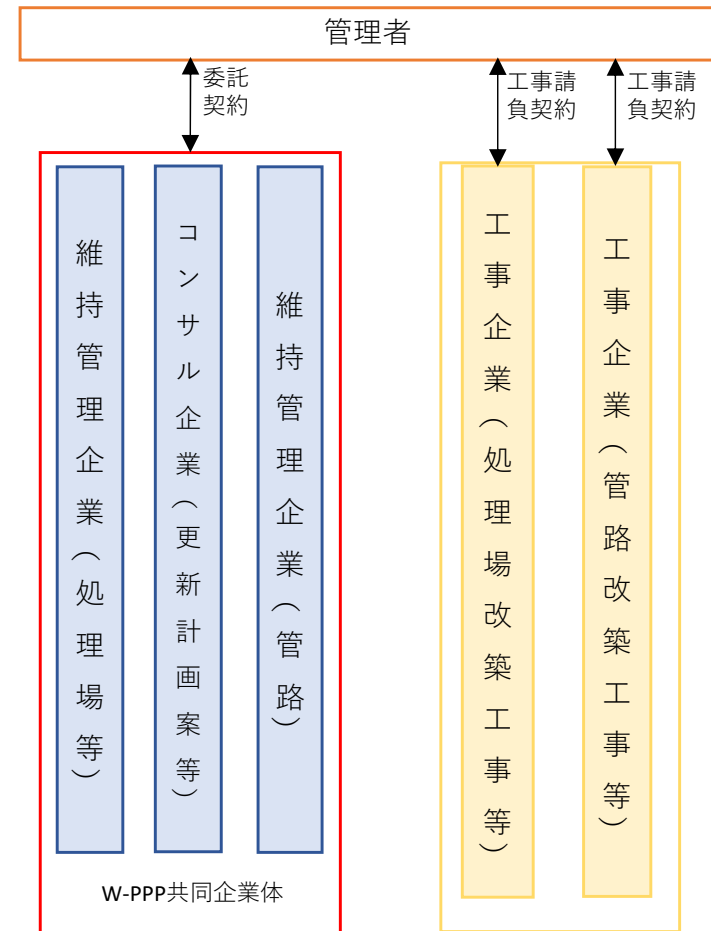 管理者
委託
契約
工事請
負契約
工事請
負契約
維持管理企業（処理場等）
コンサル企業（更新計画案等）
維持管理企業（管路）
工事企業（処理場改築工事等）
工事企業（管路改築工事等）
W-PPP共同企業体